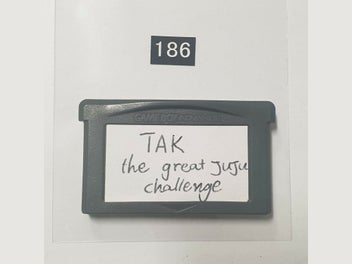 186
GAME BOY ADVANCE
TAK
the great juju
challenge